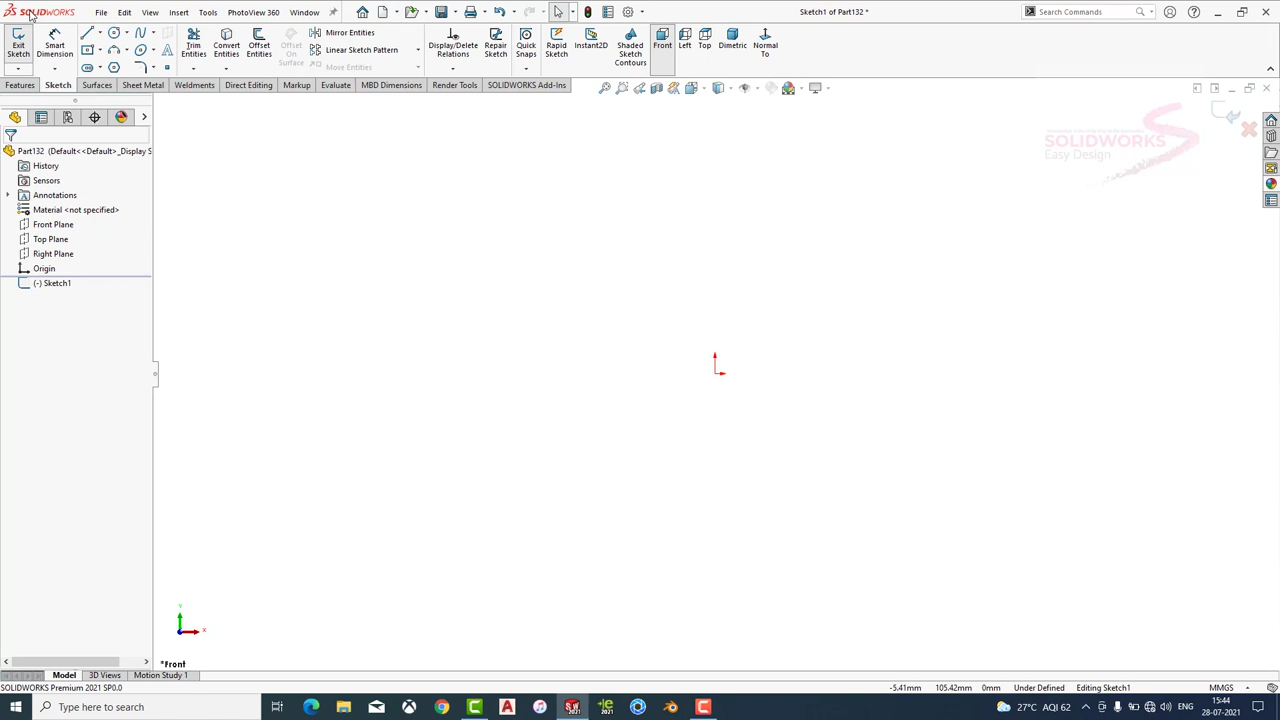 SOLIDWORKS File Edit View Insert Tools PhotoView 360 Window Sketch1 of Part132 * Search Commands
Exit Sketch
Smart Dimension
Trim Entities
Convert Entities
Offset Entities
Offset On Surface
Mirror Entities
Linear Sketch Pattern
More Entities
Display/Delete Relations
Repair Sketch
Quick Snaps
Rapid Sketch
Instant2D
Shaded Sketch Contours
Front
Left
Top
Dimetric
Normal To
Features Sketch Surfaces Sheet Metal Weldments Direct Editing Markup Evaluate MBD Dimensions Render Tools SOLIDWORKS Add-Ins
SOLIDWORKS
Easy Design
Part132 (Default<<Default>_Display S
History
Sensors
Annotations
Material <not specified>
Front Plane
Top Plane
Right Plane
Origin
(-) Sketch1
Y
X
*Front
Model 3D Views Motion Study 1
SOLIDWORKS Premium 2021 SP0.0 -5.41mm 105.42mm 0mm Under Defined Editing Sketch1 MMGS
Type here to search 27°C AQI 62 ENG 15:44
28-07-2021